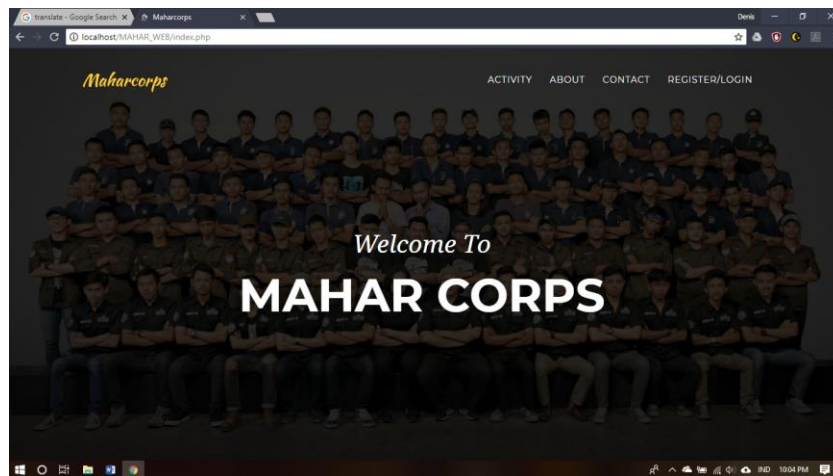 translate - Google Search
Maharcorps
Denis
localhost/MAHAR_WEB/index.php
Maharcorps
ACTIVITY ABOUT CONTACT REGISTER/LOGIN
Welcome To
MAHAR CORPS
IND 10:04 PM